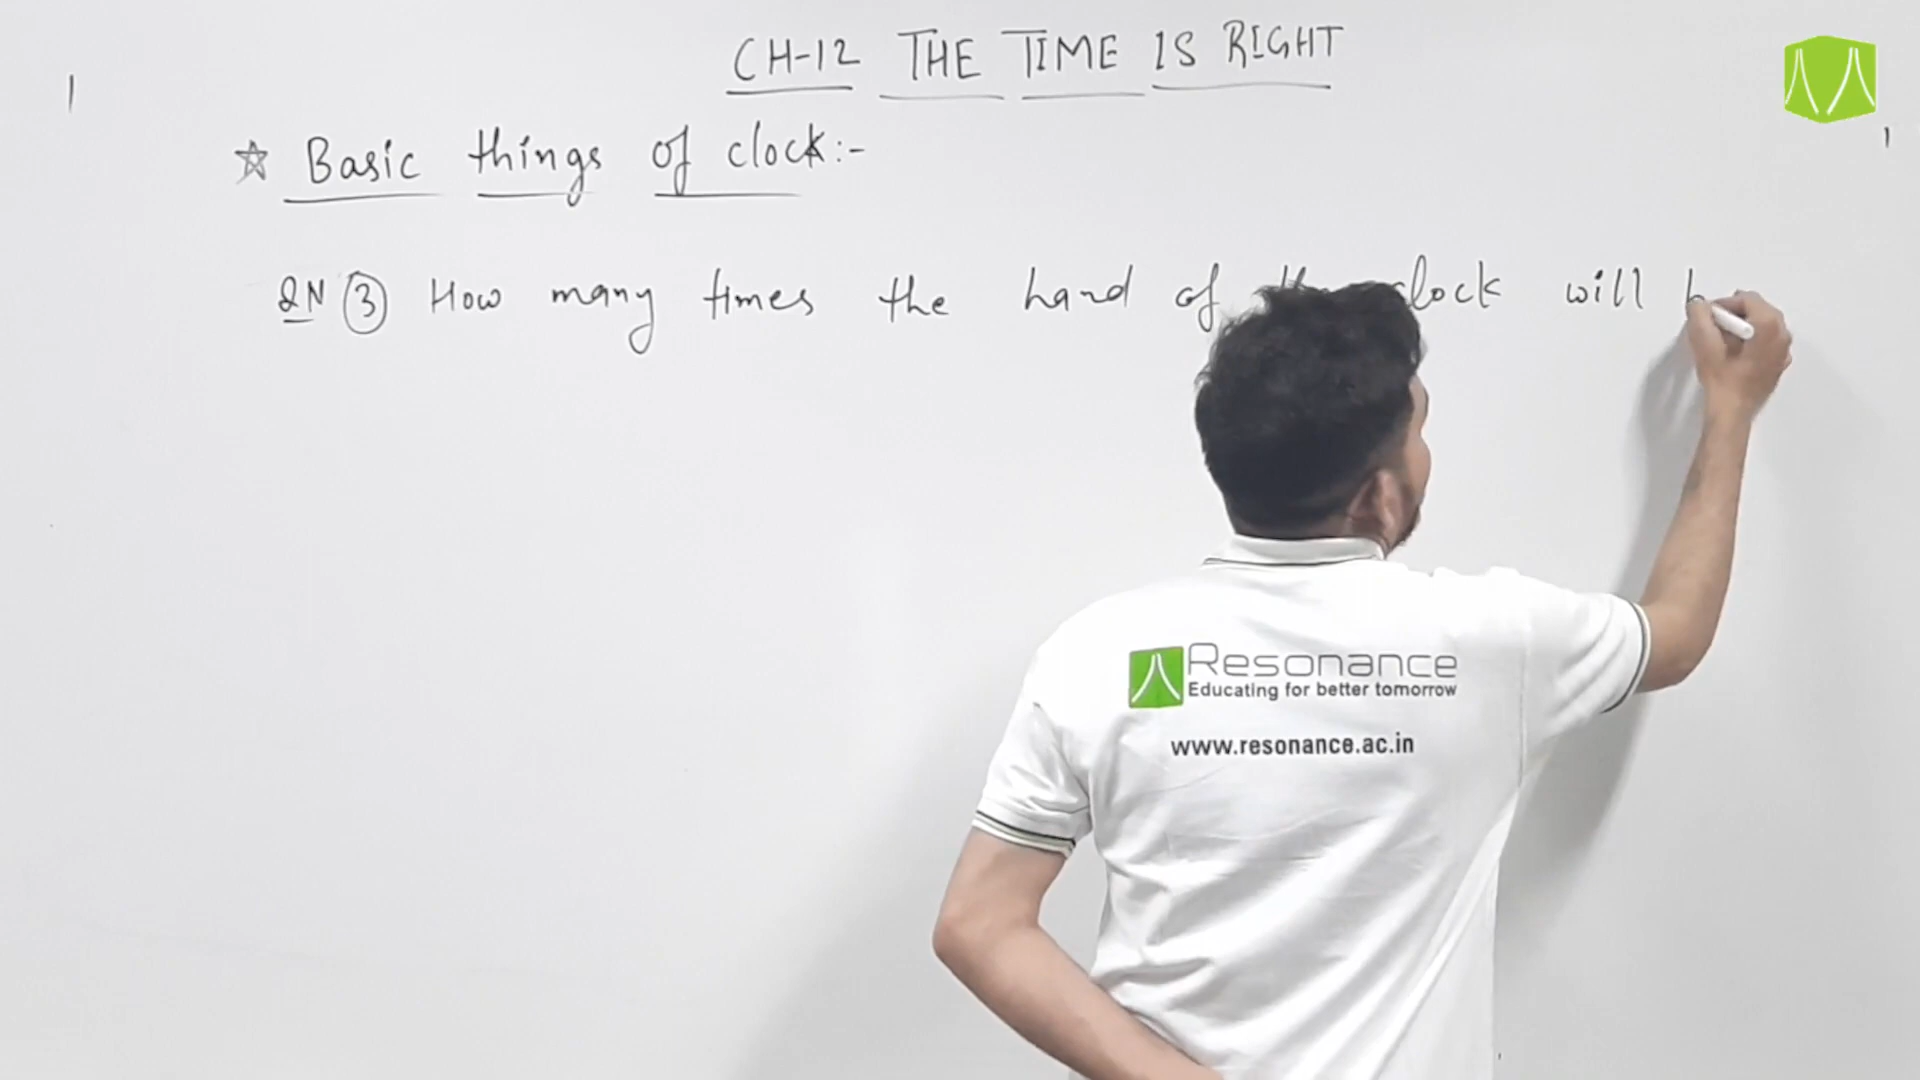 CH-12 THE TIME IS RIGHT
Basic things of clock:-
QN ③ How many times the hand of the clock will
Resonance
Educating for better tomorrow
www.resonance.ac.in